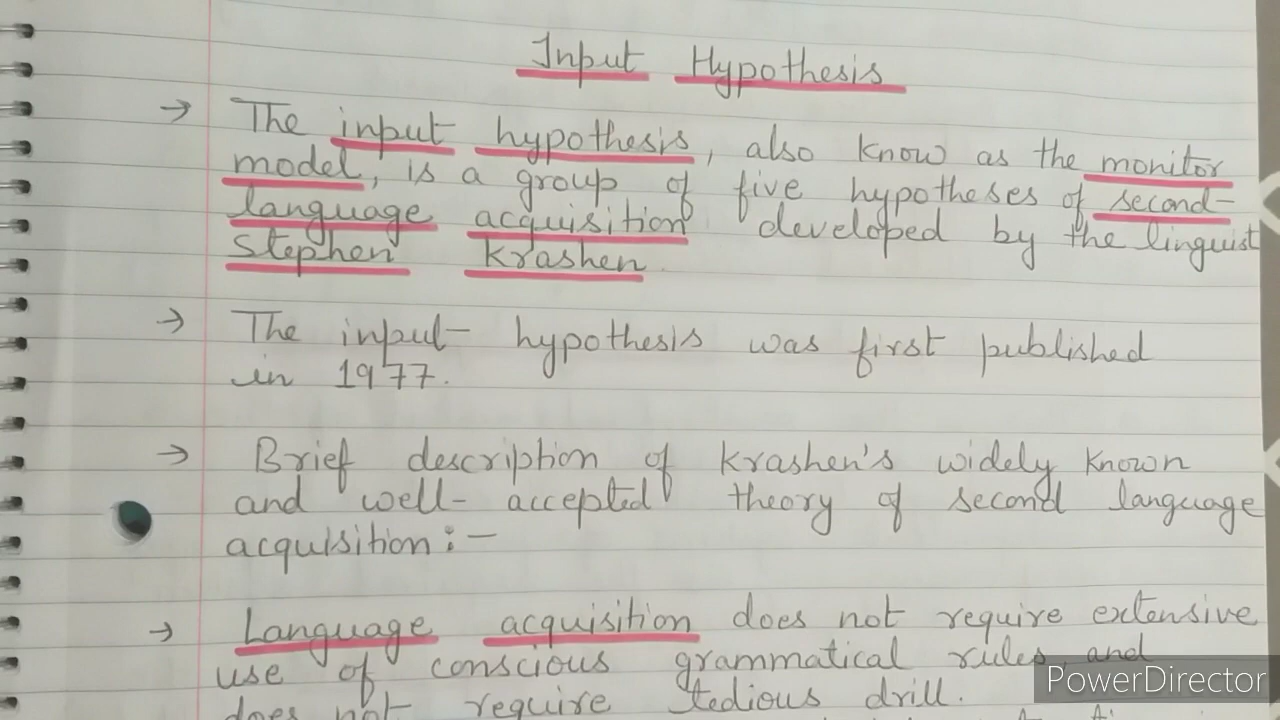 Input Hypothesis
→ The input hypothesis, also know as the monitor
model, is a group of five hypotheses of second-
language acquisition developed by the linguist
Stephen Krashen.
→ The input- hypothesis was first published
in 1977.
→ Brief description of Krashen's widely known
and well- accepted theory of second language
acquisition:-
→ Language acquisition does not require extensive
use of conscious grammatical rules, and
does not require tedious drill.
PowerDirector